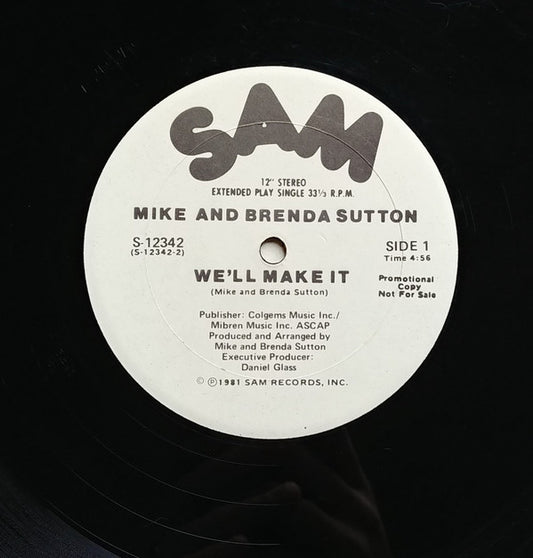 SAM
12" STEREO
EXTENDED PLAY SINGLE 33⅓ R.P.M.
MIKE AND BRENDA SUTTON
S-12342
(S-12342-2)
SIDE 1
Time 4:56
WE'LL MAKE IT
(Mike and Brenda Sutton)
Promotional
Copy
Not For Sale
Publisher: Colgems Music Inc./
Mibren Music Inc. ASCAP
Produced and Arranged by
Mike and Brenda Sutton
Executive Producer:
Daniel Glass
© ℗ 1981 SAM RECORDS, INC.